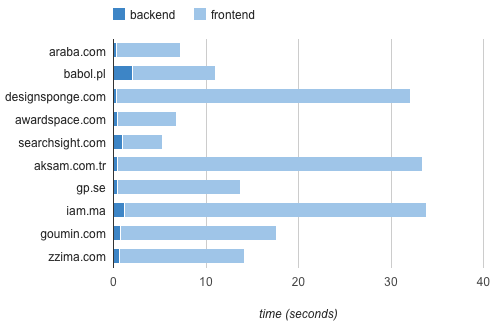 backend frontend
araba.com
babol.pl
designsponge.com
awardspace.com
searchsight.com
aksam.com.tr
gp.se
iam.ma
goumin.com
zzima.com
0 10 20 30 40
time (seconds)